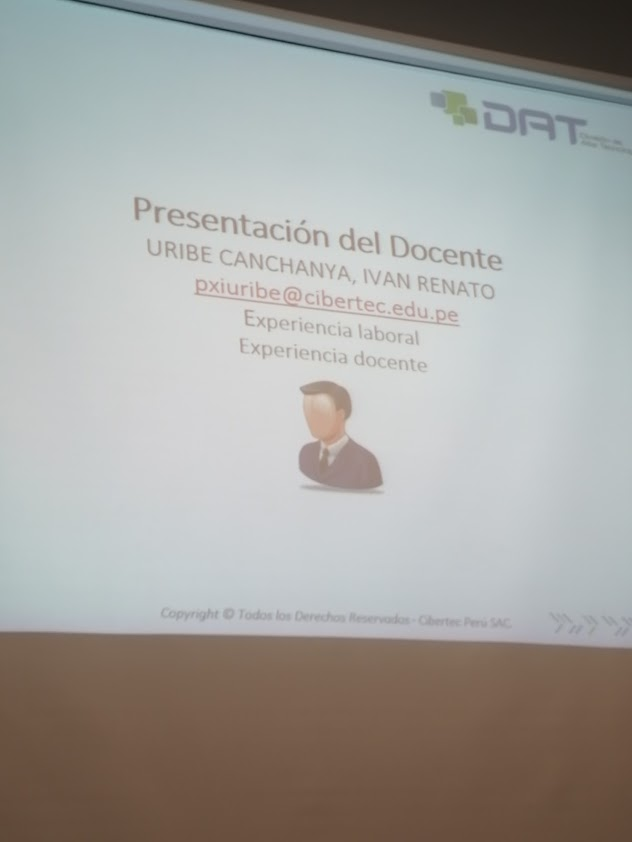 DAT
Presentación del Docente
URIBE CANCHANYA, IVAN RENATO
pxiuribe@cibertec.edu.pe
Experiencia laboral
Experiencia docente
Copyright © Todos los Derechos Reservados - Cibertec Perú SAC.